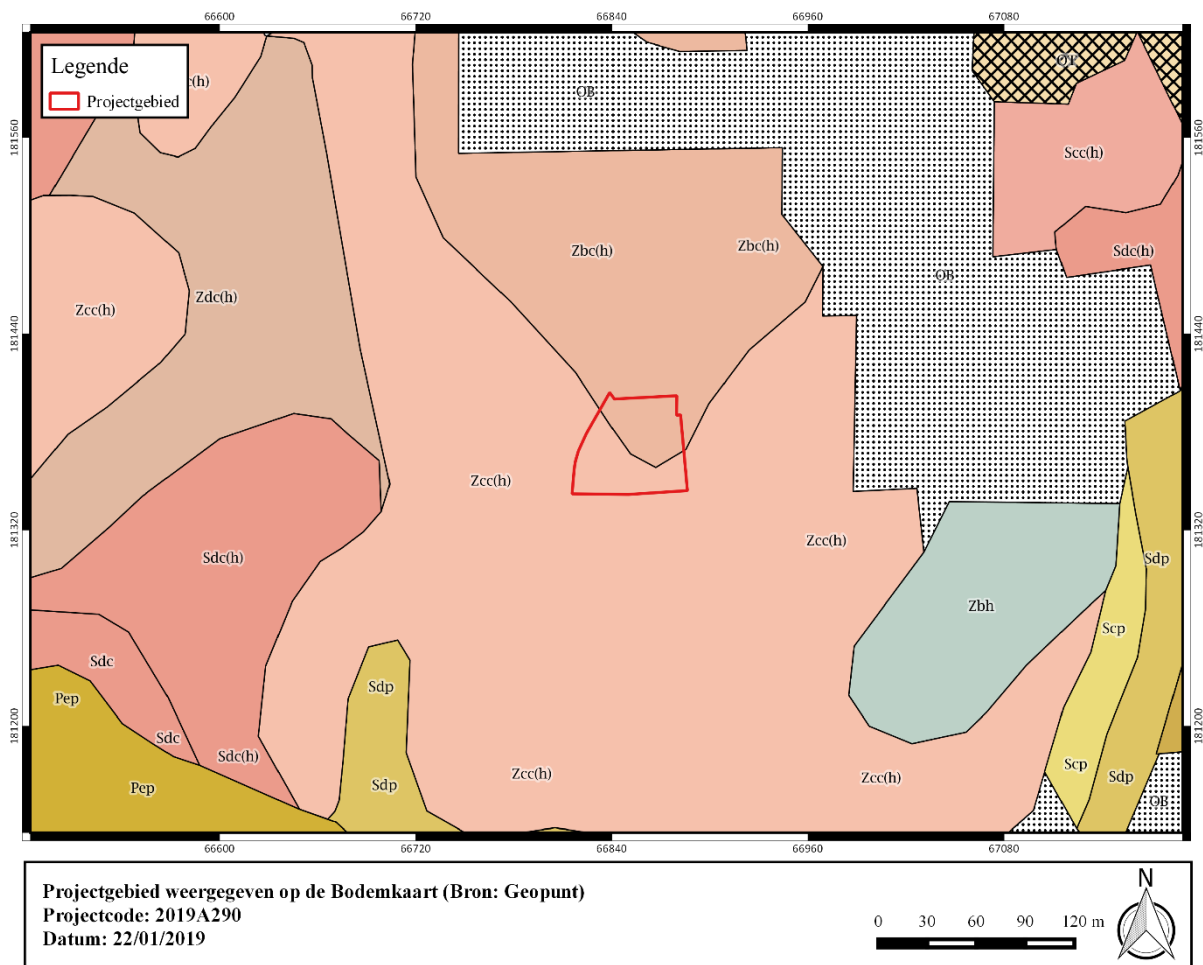 66600 66720 66840 66960 67080
Legende
Projectgebied
c(h)
OB
OT
181560
181560
Scc(h)
Zbc(h)
Zbc(h)
Sdc(h)
OB
Zdc(h)
Zcc(h)
181440
181440
Zcc(h)
Zcc(h)
181320
181320
Sdc(h)
Sdp
Zbh
Scp
Sdc
Sdp
Pep
181200
181200
Sdc
Sdc(h)
Zcc(h)
Zcc(h)
Scp
Sdp
Sdp
Pep
OB
66600 66720 66840 66960 67080
Projectgebied weergegeven op de Bodemkaart (Bron: Geopunt)
Projectcode: 2019A290
Datum: 22/01/2019
0 30 60 90 120 m
N